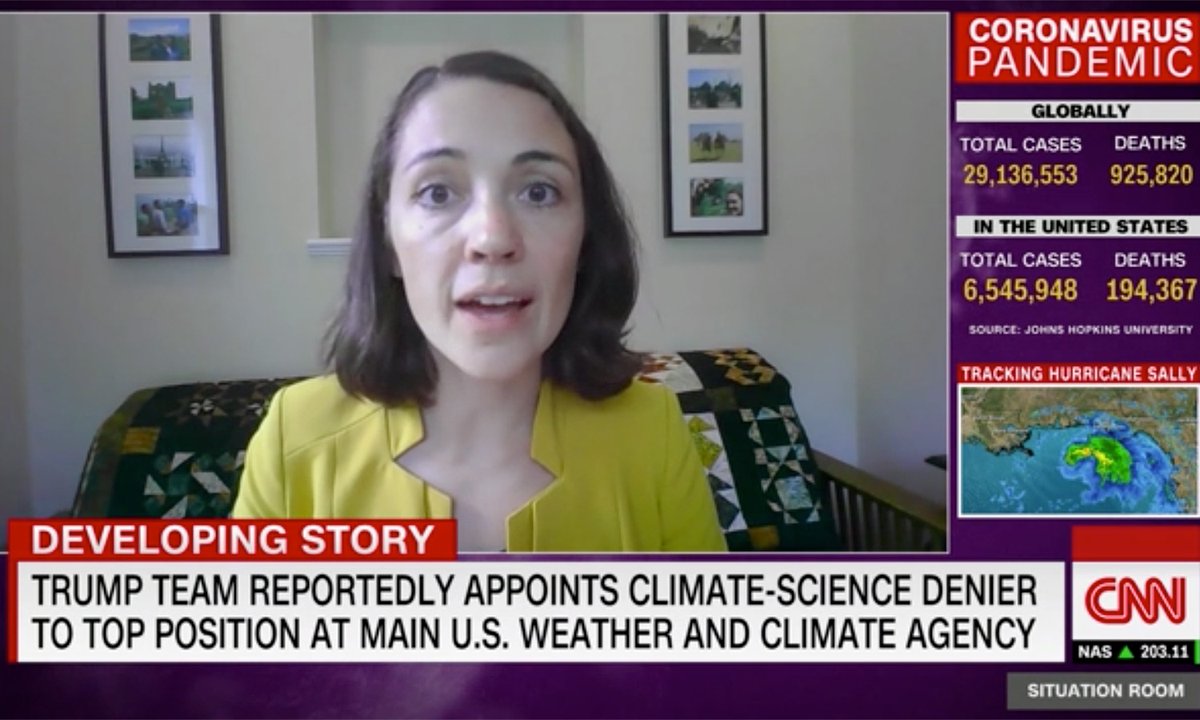 CORONAVIRUS
PANDEMIC
GLOBALLY
TOTAL CASES DEATHS
29,136,553 925,820
IN THE UNITED STATES
TOTAL CASES DEATHS
6,545,948 194,367
SOURCE: JOHNS HOPKINS UNIVERSITY
TRACKING HURRICANE SALLY
DEVELOPING STORY
TRUMP TEAM REPORTEDLY APPOINTS CLIMATE-SCIENCE DENIER
TO TOP POSITION AT MAIN U.S. WEATHER AND CLIMATE AGENCY
CNN
NAS ▲ 203.11
SITUATION ROOM